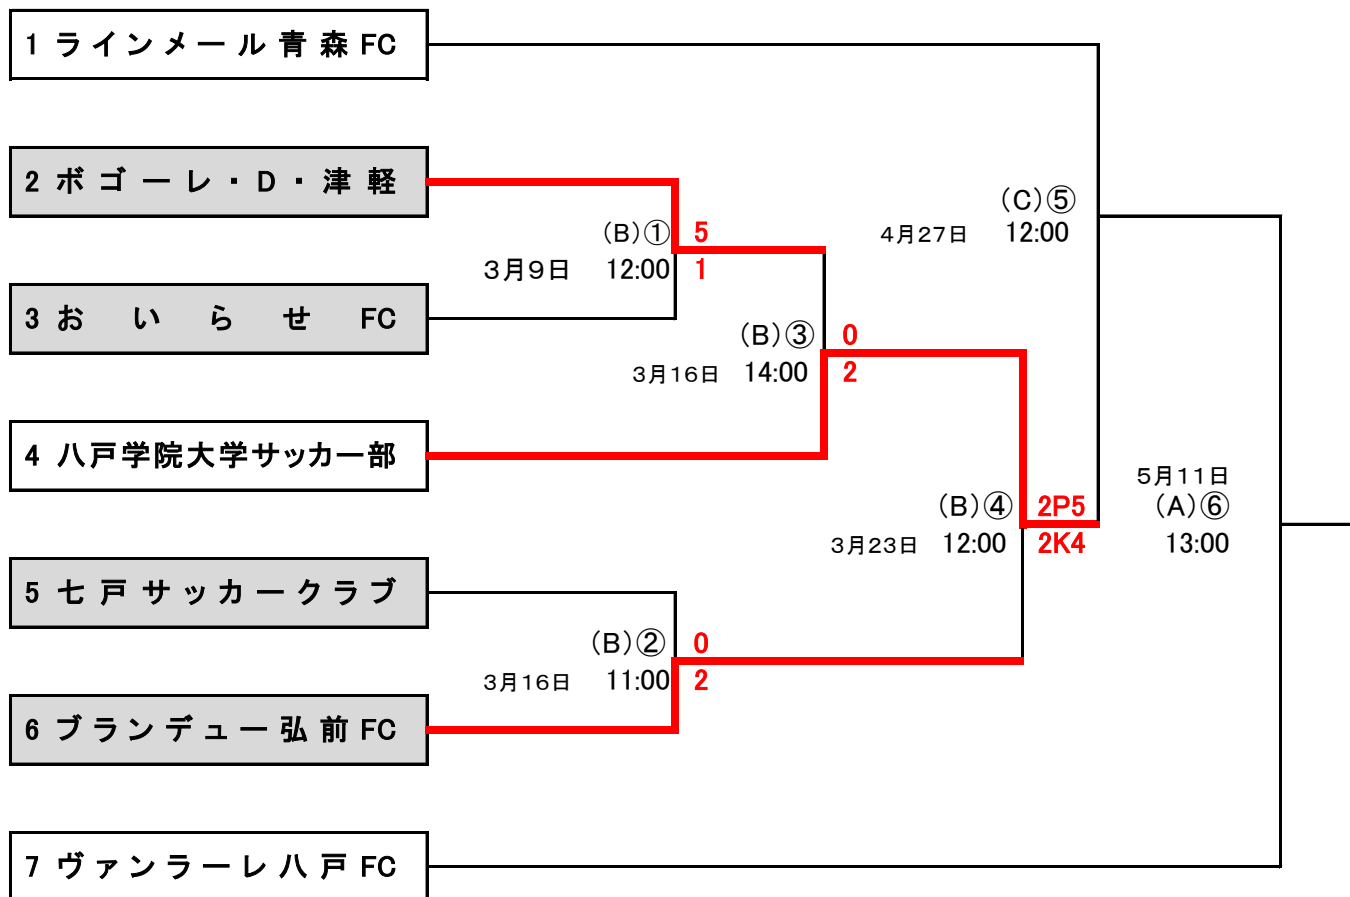 1 ラインメール青森FC
2 ボゴーレ・D・津軽
(C)⑤
4月27日 12:00
(B)① 5
3月9日 12:00 1
3 おいらせFC
(B)③ 0
3月16日 14:00 2
4 八戸学院大学サッカー部
5月11日
(B)④ 2P5 (A)⑥
3月23日 12:00 2K4 13:00
5 七戸サッカークラブ
(B)② 0
3月16日 11:00 2
6 ブランデュー弘前FC
7 ヴァンラーレ八戸FC